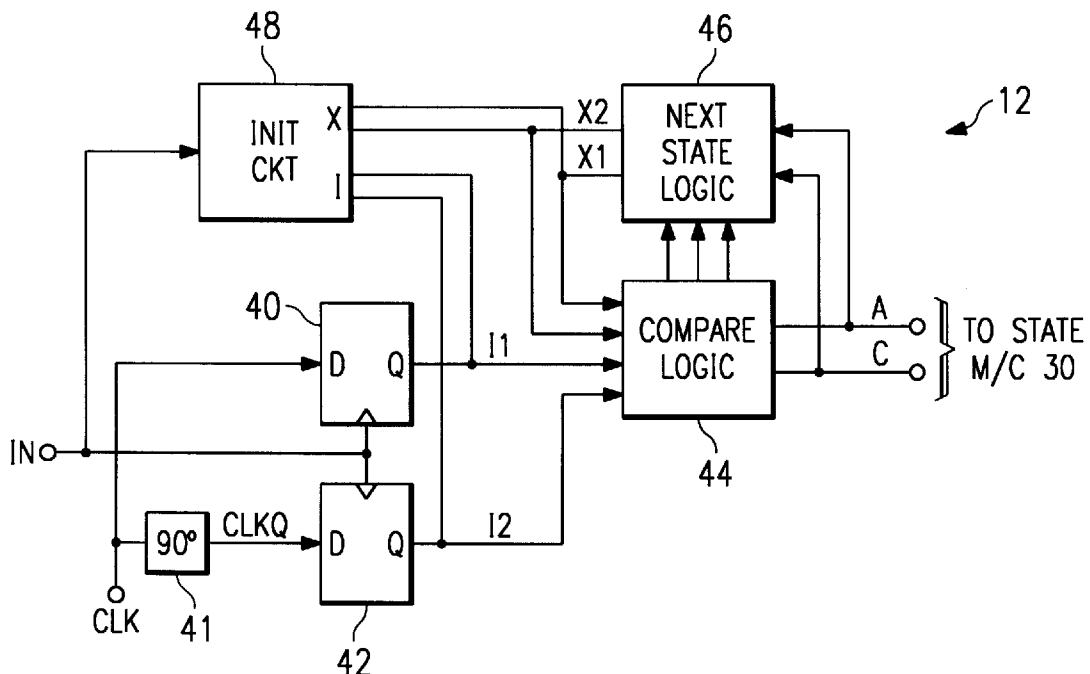 48
46
12
X
I
INIT
CKT
X2
X1
NEXT
STATE
LOGIC
40
D Q
I1
COMPARE
LOGIC
A
C
TO STATE
M/C 30
44
IN
CLK
90°
41
CLKQ
D Q
I2
42